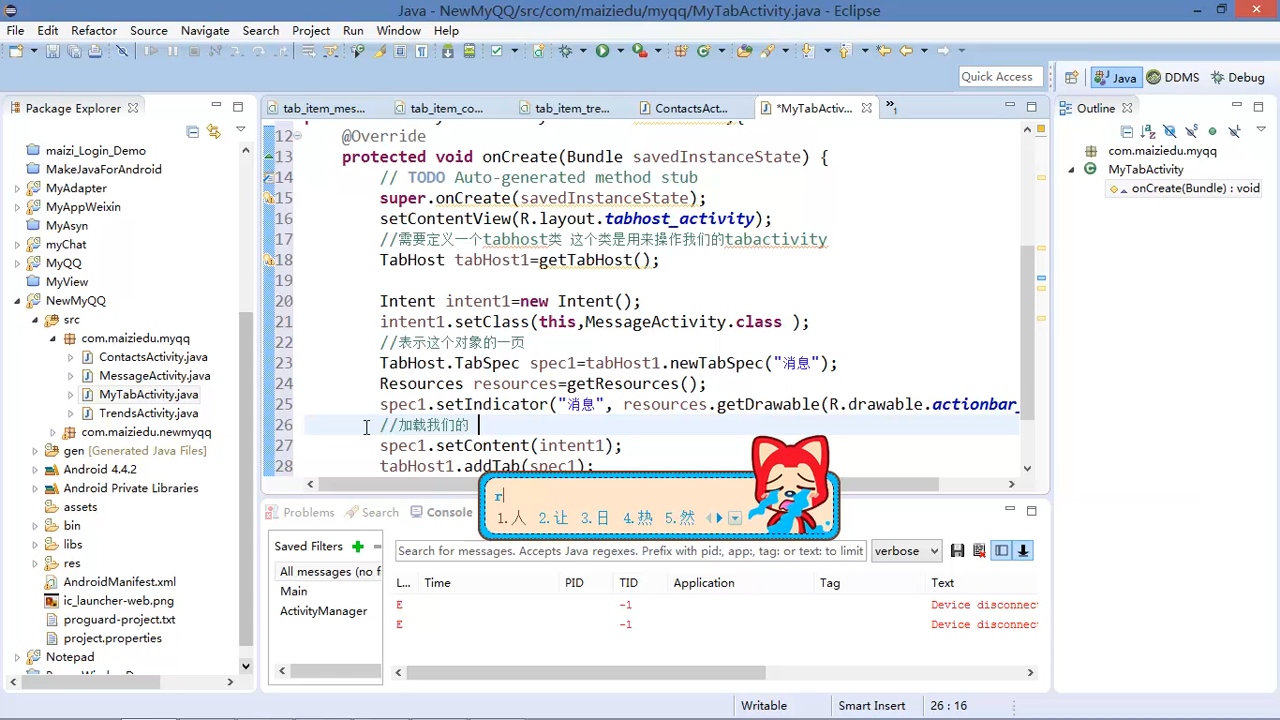 Java - NewMyQQ/src/com/maiziedu/myqq/MyTabActivity.java - Eclipse
File Edit Refactor Source Navigate Search Project Run Window Help
Quick Access Java DDMS Debug
Package Explorer
tab_item_mes... tab_item_co... tab_item_tre... ContactsAct... *MyTabActiv... »1
Outline
maizi_Login_Demo
MakeJavaForAndroid
MyAdapter
MyAppWeixin
MyAsyn
myChat
MyQQ
MyView
NewMyQQ
src
com.maiziedu.myqq
ContactsActivity.java
MessageActivity.java
MyTabActivity.java
TrendsActivity.java
com.maiziedu.newmyqq
gen [Generated Java Files]
Android 4.4.2
Android Private Libraries
assets
bin
libs
res
AndroidManifest.xml
ic_launcher-web.png
proguard-project.txt
project.properties
Notepad
12 @Override
13 protected void onCreate(Bundle savedInstanceState) {
14 // TODO Auto-generated method stub
15 super.onCreate(savedInstanceState);
16 setContentView(R.layout.tabhost_activity);
17 //需要定义一个tabhost类 这个类是用来操作我们的tabactivity
18 TabHost tabHost1=getTabHost();
19
20 Intent intent1=new Intent();
21 intent1.setClass(this,MessageActivity.class );
22 //表示这个对象的一页
23 TabHost.TabSpec spec1=tabHost1.newTabSpec("消息");
24 Resources resources=getResources();
25 spec1.setIndicator("消息", resources.getDrawable(R.drawable.actionbar_
26 //加载我们的
27 spec1.setContent(intent1);
28 tabHost1.addTab(spec1);
r
1.人 2.让 3.日 4.热 5.然
com.maiziedu.myqq
MyTabActivity
onCreate(Bundle) : void
Problems Search Console
Saved Filters
All messages (no f
Main
ActivityManager
Search for messages. Accepts Java regexes. Prefix with pid:, app:, tag: or text: to limit
verbose
L... Time PID TID Application Tag Text
E -1 Device disconnec
E -1 Device disconnec
Writable Smart Insert 26 : 16